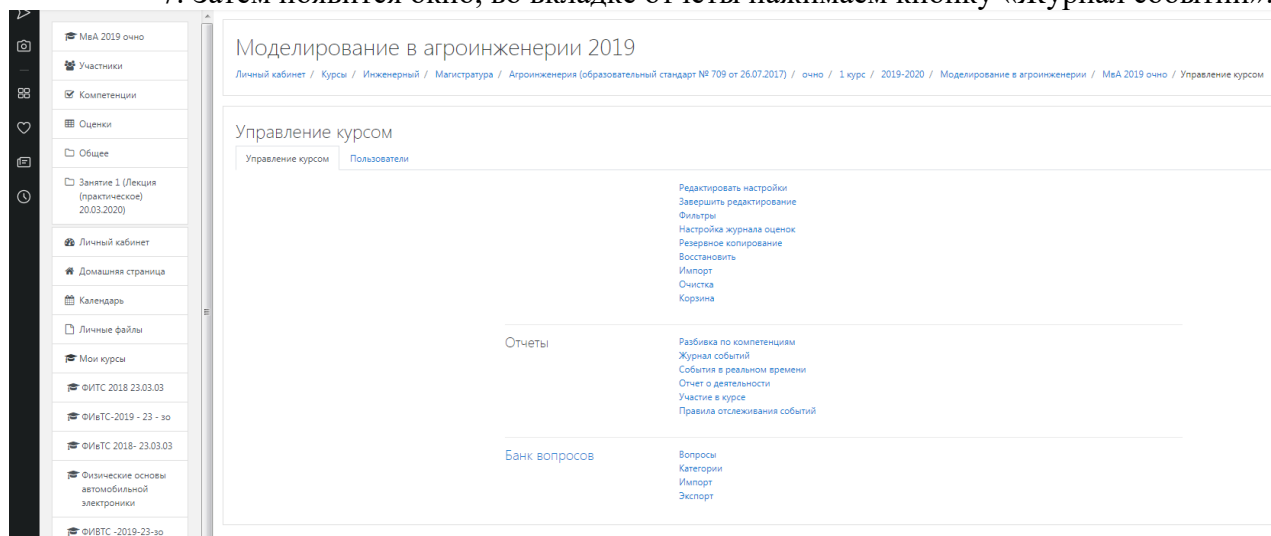 7. Затем появится окно, во вкладке отчеты нажимаем кнопку «Журнал событий».
МвА 2019 очно
Участники
Компетенции
Оценки
Общее
Занятие 1 (Лекция
(практическое)
20.03.2020)
Личный кабинет
Домашняя страница
Календарь
Личные файлы
Мои курсы
ФИТС 2018 23.03.03
ФИвТС-2019 - 23 - зо
ФИвТС 2018- 23.03.03
Физические основы
автомобильной
электроники
ФИВТС -2019-23-зо
Моделирование в агроинженерии 2019
Личный кабинет / Курсы / Инженерный / Магистратура / Агроинженерия (образовательный стандарт № 709 от 26.07.2017) / очно / 1 курс / 2019-2020 / Моделирование в агроинженерии / МвА 2019 очно / Управление курсом
Управление курсом
Управление курсом Пользователи
Редактировать настройки
Завершить редактирование
Фильтры
Настройка журнала оценок
Резервное копирование
Восстановить
Импорт
Очистка
Корзина
Отчеты
Разбивка по компетенциям
Журнал событий
События в реальном времени
Отчет о деятельности
Участие в курсе
Правила отслеживания событий
Банк вопросов
Вопросы
Категории
Импорт
Экспорт